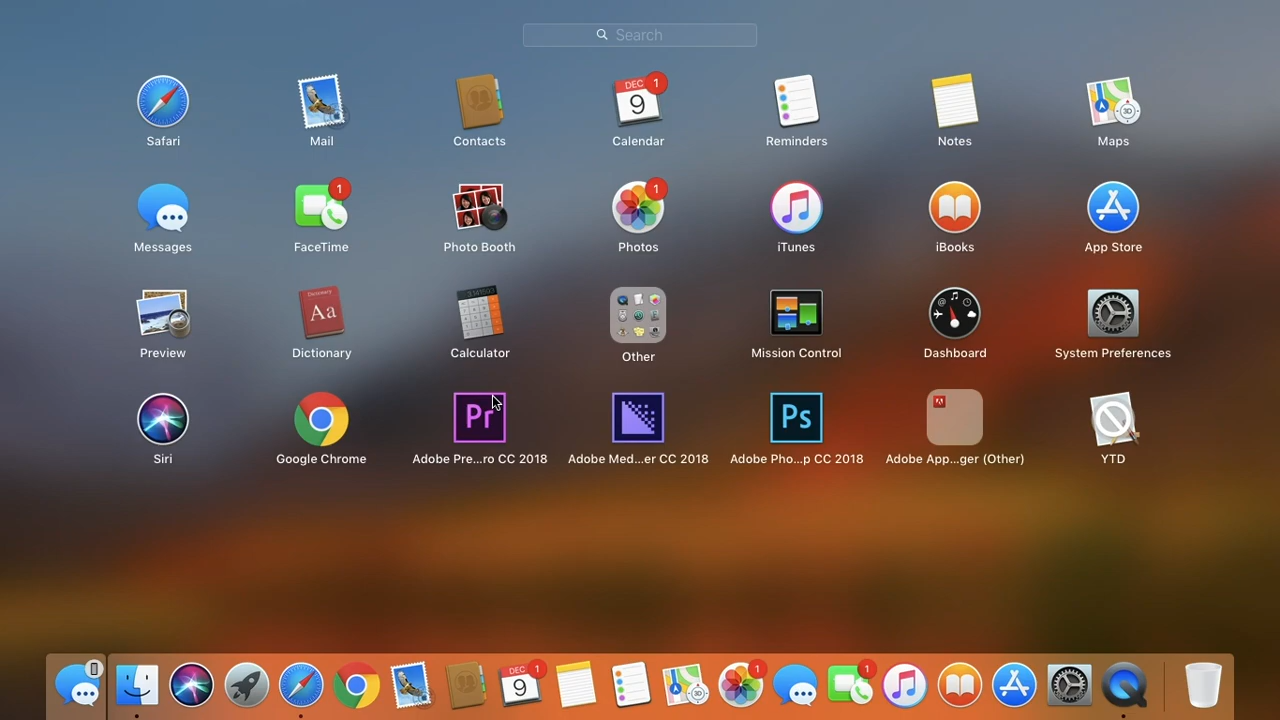 Search
Safari
Mail
Contacts
DEC
1
9
Calendar
Reminders
Notes
3D
Maps
Messages
1
FaceTime
Photo Booth
1
Photos
iTunes
iBooks
App Store
Preview
Dictionary
Aa
Dictionary
Calculator
Other
Mission Control
Dashboard
System Preferences
Siri
Google Chrome
Pr
Adobe Pre...ro CC 2018
Adobe Med...er CC 2018
Ps
Adobe Pho...p CC 2018
Adobe App...ger (Other)
YTD
DEC
1
9
3D
1
1